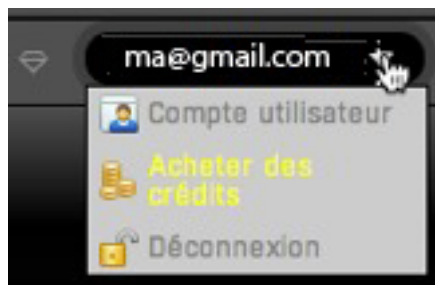 ma@gmail.com
Compte utilisateur
Acheter des
crédits
Déconnexion